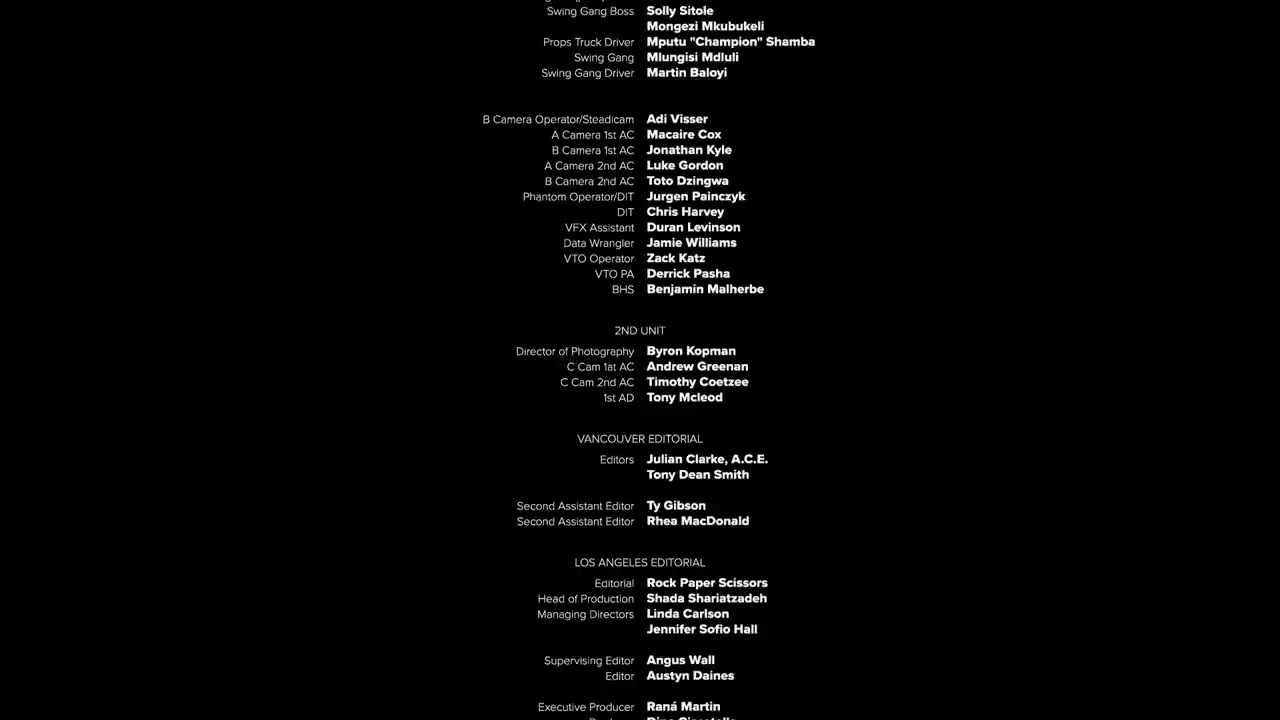 Swing Gang Boss Solly Sitole
Mongezi Mkubukeli
Props Truck Driver Mputu "Champion" Shamba
Swing Gang Mlungisi Mdluli
Swing Gang Driver Martin Baloyi
B Camera Operator/Steadicam Adi Visser
A Camera 1st AC Macaire Cox
B Camera 1st AC Jonathan Kyle
A Camera 2nd AC Luke Gordon
B Camera 2nd AC Toto Dzingwa
Phantom Operator/DIT Jurgen Painczyk
DIT Chris Harvey
VFX Assistant Duran Levinson
Data Wrangler Jamie Williams
VTO Operator Zack Katz
VTO PA Derrick Pasha
BHS Benjamin Malherbe
2ND UNIT
Director of Photography Byron Kopman
C Cam 1at AC Andrew Greenan
C Cam 2nd AC Timothy Coetzee
1st AD Tony Mcleod
VANCOUVER EDITORIAL
Editors Julian Clarke, A.C.E.
Tony Dean Smith
Second Assistant Editor Ty Gibson
Second Assistant Editor Rhea MacDonald
LOS ANGELES EDITORIAL
Editorial Rock Paper Scissors
Head of Production Shada Shariatzadeh
Managing Directors Linda Carlson
Jennifer Sofio Hall
Supervising Editor Angus Wall
Editor Austyn Daines
Executive Producer Raná Martin